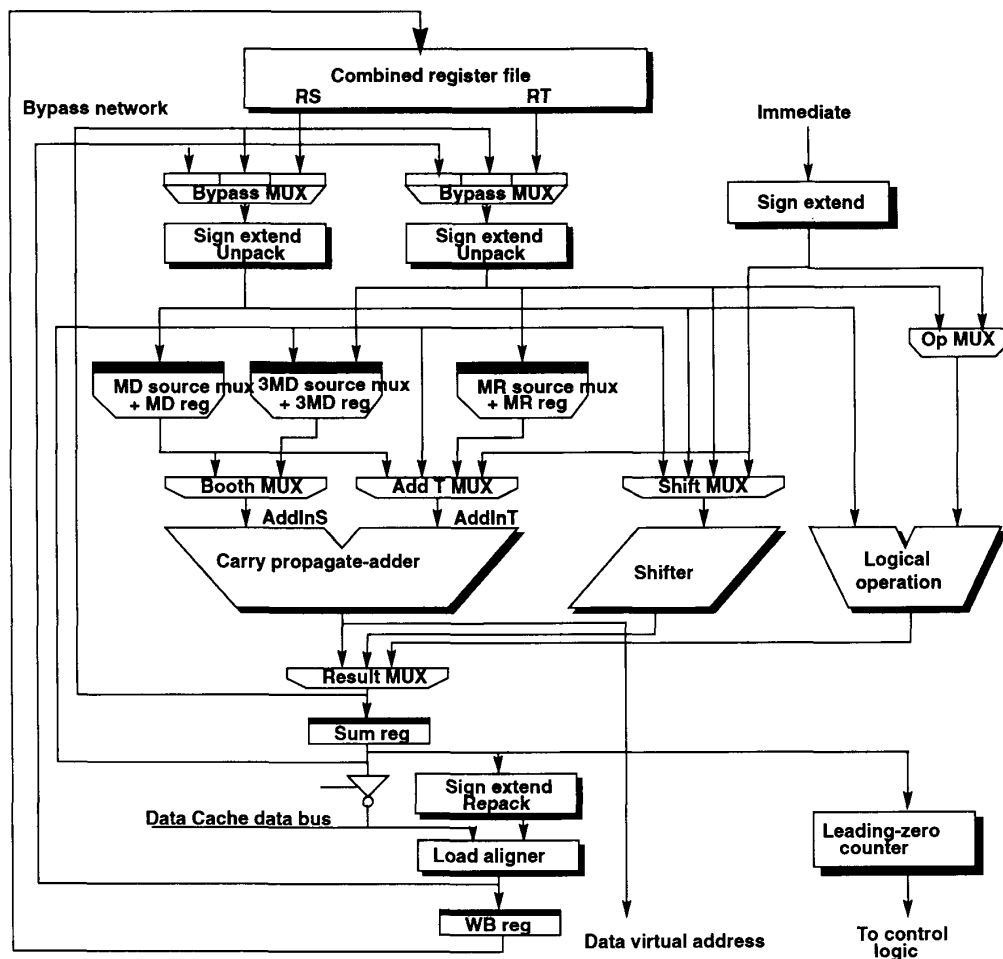 Combined register file
RS
RT
Bypass network
Immediate
Bypass MUX
Bypass MUX
Sign extend
Sign extend
Unpack
Sign extend
Unpack
Op MUX
MD source mux
+ MD reg
3MD source mux
+ 3MD reg
MR source mux
+ MR reg
Booth MUX
Add T MUX
Shift MUX
AddInS
AddInT
Carry propagate-adder
Shifter
Logical
operation
Result MUX
Sum reg
Sign extend
Repack
Data Cache data bus
Leading-zero
counter
Load aligner
WB reg
Data virtual address
To control
logic